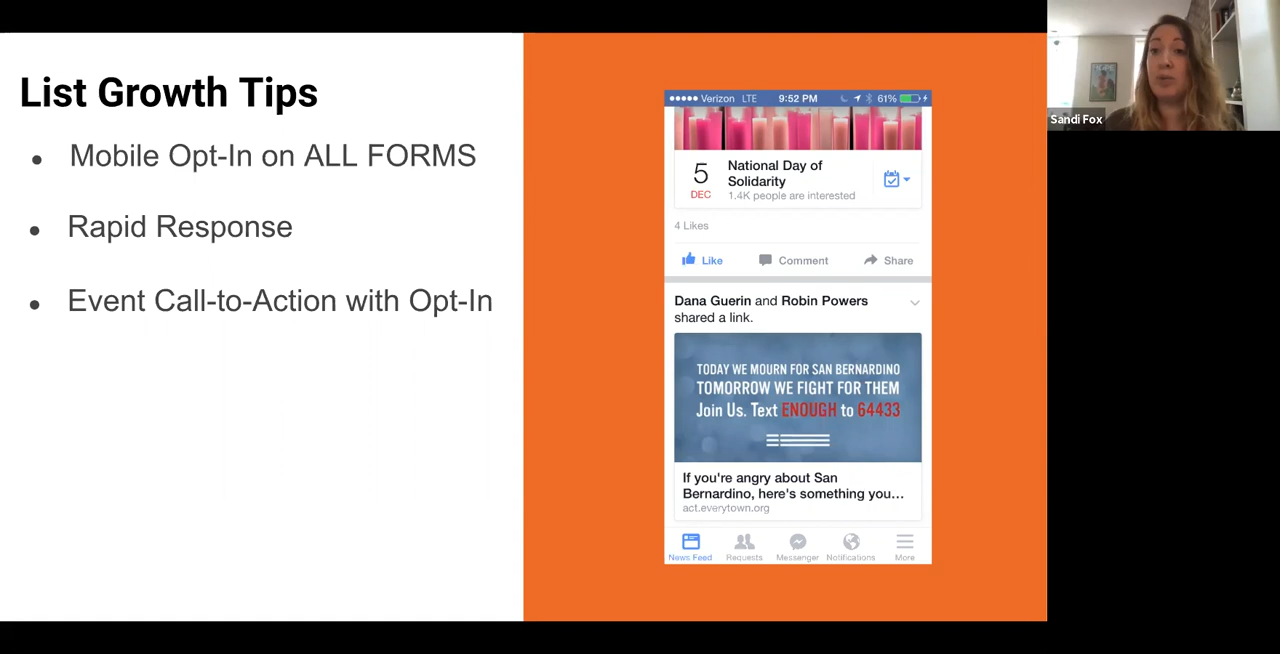 List Growth Tips
● Mobile Opt-In on ALL FORMS
● Rapid Response
● Event Call-to-Action with Opt-In
Verizon LTE 9:52 PM 61%
5
DEC
National Day of
Solidarity
1.4K people are interested
4 Likes
Like Comment Share
Dana Guerin and Robin Powers
shared a link.
TODAY WE MOURN FOR SAN BERNARDINO
TOMORROW WE FIGHT FOR THEM
Join Us. Text ENOUGH to 64433
If you're angry about San
Bernardino, here's something you...
act.everytown.org
News Feed Requests Messenger Notifications More
Sandi Fox